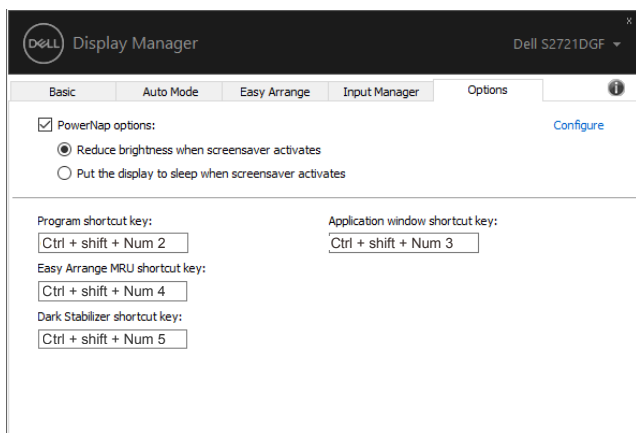 DELL Display Manager Dell S2721DGF
x
Basic Auto Mode Easy Arrange Input Manager Options
PowerNap options: Configure
Reduce brightness when screensaver activates
Put the display to sleep when screensaver activates
Program shortcut key: Application window shortcut key:
Ctrl + shift + Num 2 Ctrl + shift + Num 3
Easy Arrange MRU shortcut key:
Ctrl + shift + Num 4
Dark Stabilizer shortcut key:
Ctrl + shift + Num 5